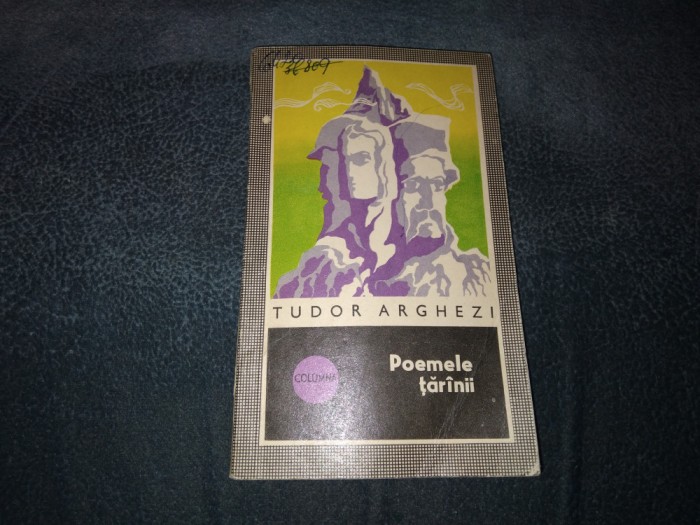 TUDOR ARGHEZI
COLUMNA
Poemele
țărînii